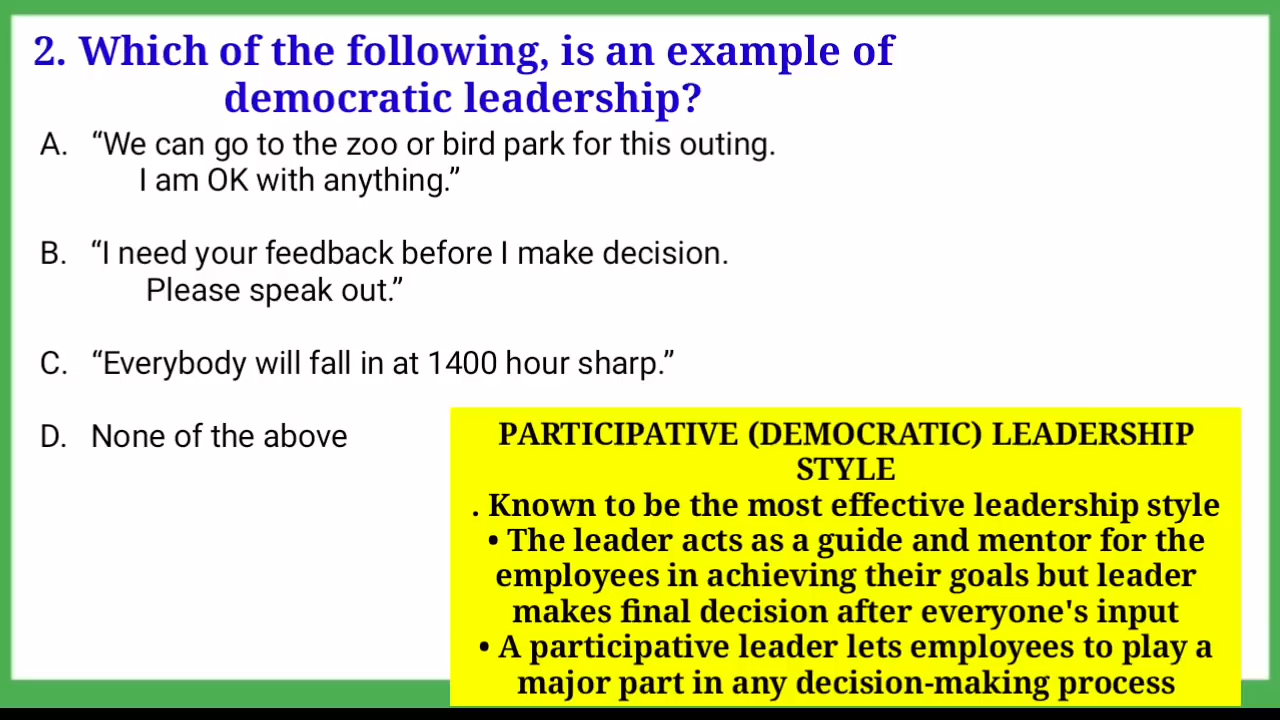 2. Which of the following, is an example of
democratic leadership?
A. “We can go to the zoo or bird park for this outing.
I am OK with anything.”
B. “I need your feedback before I make decision.
Please speak out.”
C. “Everybody will fall in at 1400 hour sharp.”
D. None of the above
PARTICIPATIVE (DEMOCRATIC) LEADERSHIP
STYLE
. Known to be the most effective leadership style
• The leader acts as a guide and mentor for the
employees in achieving their goals but leader
makes final decision after everyone's input
• A participative leader lets employees to play a
major part in any decision-making process